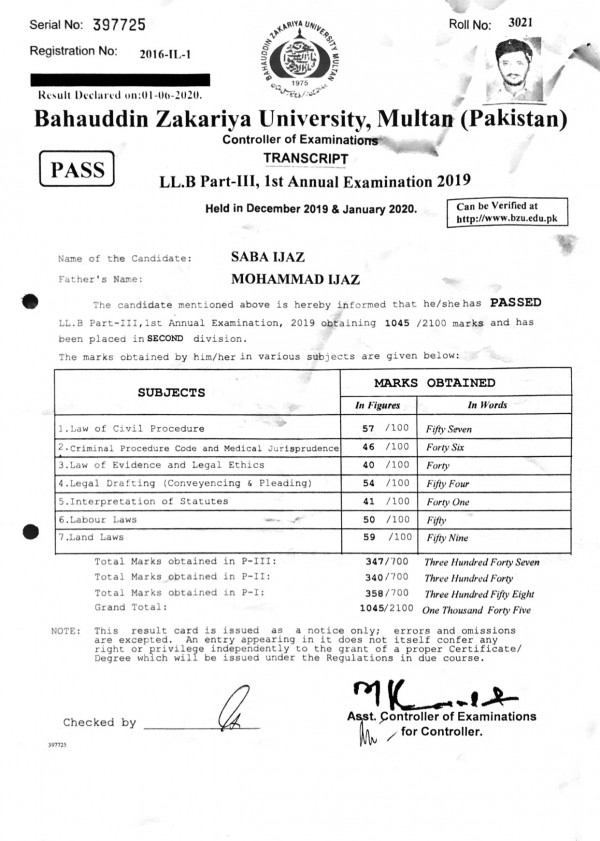 Serial No: 397725
Roll No: 3021
Registration No: 2016-IL-1
BAHAUDDIN ZAKARIYA UNIVERSITY MULTAN
1975
Result Declared on:01-06-2020.
Bahauddin Zakariya University, Multan (Pakistan)
Controller of Examinations
TRANSCRIPT
PASS
LL.B Part-III, 1st Annual Examination 2019
Held in December 2019 & January 2020.
Can be Verified at
http://www.bzu.edu.pk
Name of the Candidate: SABA IJAZ
Father's Name: MOHAMMAD IJAZ
The candidate mentioned above is hereby informed that he/she has PASSED
LL.B Part-III,1st Annual Examination, 2019 obtaining 1045 /2100 marks and has
been placed in SECOND division.
The marks obtained by him/her in various subjects are given below:
SUBJECTS MARKS OBTAINED
In Figures In Words
1.Law of Civil Procedure 57 /100 Fifty Seven
2.Criminal Procedure Code and Medical Jurisprudence 46 /100 Forty Six
3.Law of Evidence and Legal Ethics 40 /100 Forty
4.Legal Drafting (Conveyencing & Pleading) 54 /100 Fifty Four
5.Interpretation of Statutes 41 /100 Forty One
6.Labour Laws 50 /100 Fifty
7.Land Laws 59 /100 Fifty Nine
Total Marks obtained in P-III: 347/700 Three Hundred Forty Seven
Total Marks obtained in P-II: 340/700 Three Hundred Forty
Total Marks obtained in P-I: 358/700 Three Hundred Fifty Eight
Grand Total: 1045/2100 One Thousand Forty Five
NOTE: This result card is issued as a notice only; errors and omissions
are excepted. An entry appearing in it does not itself confer any
right or privilege independently to the grant of a proper Certificate/
Degree which will be issued under the Regulations in due course.
Checked by
Asst. Controller of Examinations
for Controller.
397725